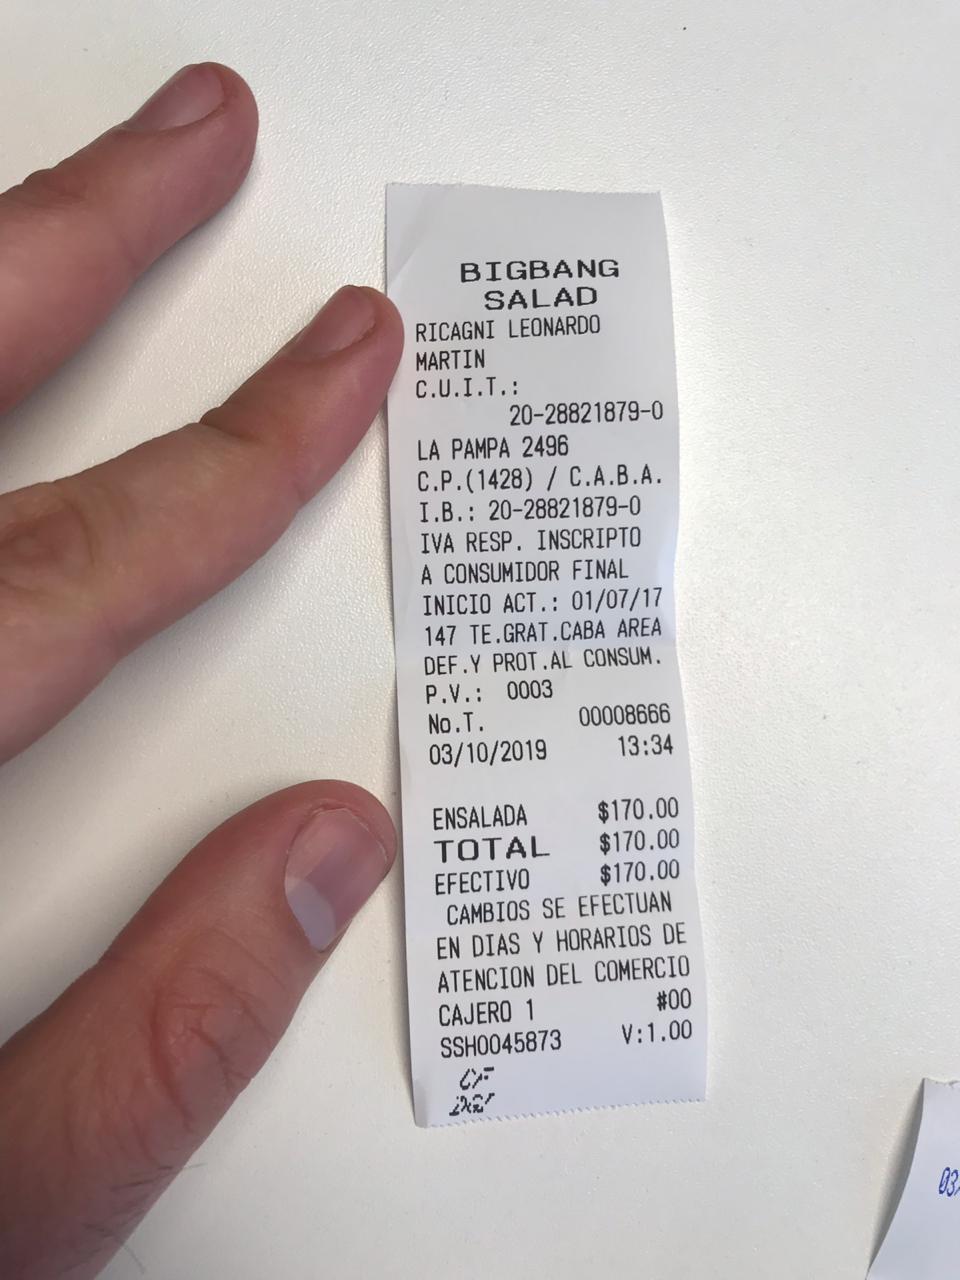 BIGBANG
SALAD
RICAGNI LEONARDO
MARTIN
C.U.I.T.:
20-28821879-0
LA PAMPA 2496
C.P.(1428) / C.A.B.A.
I.B.: 20-28821879-0
IVA RESP. INSCRIPTO
A CONSUMIDOR FINAL
INICIO ACT.: 01/07/17
147 TE.GRAT.CABA AREA
DEF.Y PROT.AL CONSUM.
P.V.: 0003
No.T. 00008666
03/10/2019 13:34
ENSALADA $170.00
TOTAL $170.00
EFECTIVO $170.00
CAMBIOS SE EFECTUAN
EN DIAS Y HORARIOS DE
ATENCION DEL COMERCIO
CAJERO 1 #00
SSH0045873 V:1.00
CF